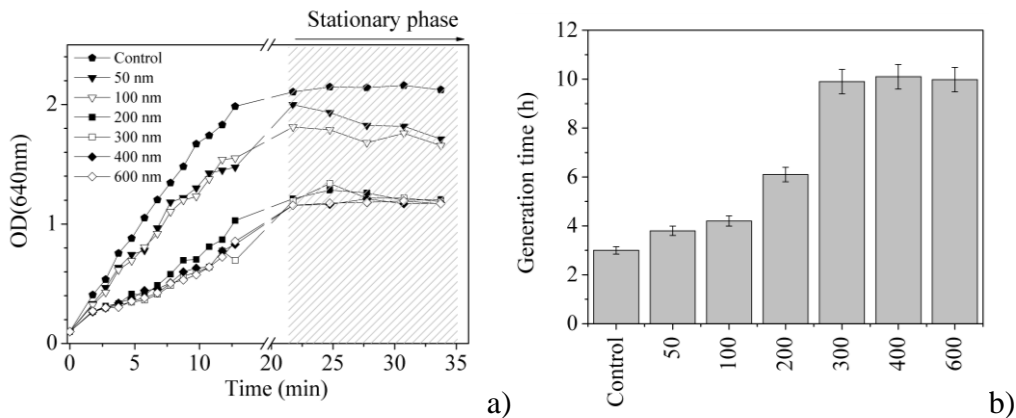 Stationary phase
Control
50 nm
100 nm
200 nm
300 nm
400 nm
600 nm
OD(640nm)
2
1
0
0 5 10 15 20 25 30 35
Time (min)
a)
Generation time (h)
12
10
8
6
4
2
0
Control 50 100 200 300 400 600
b)